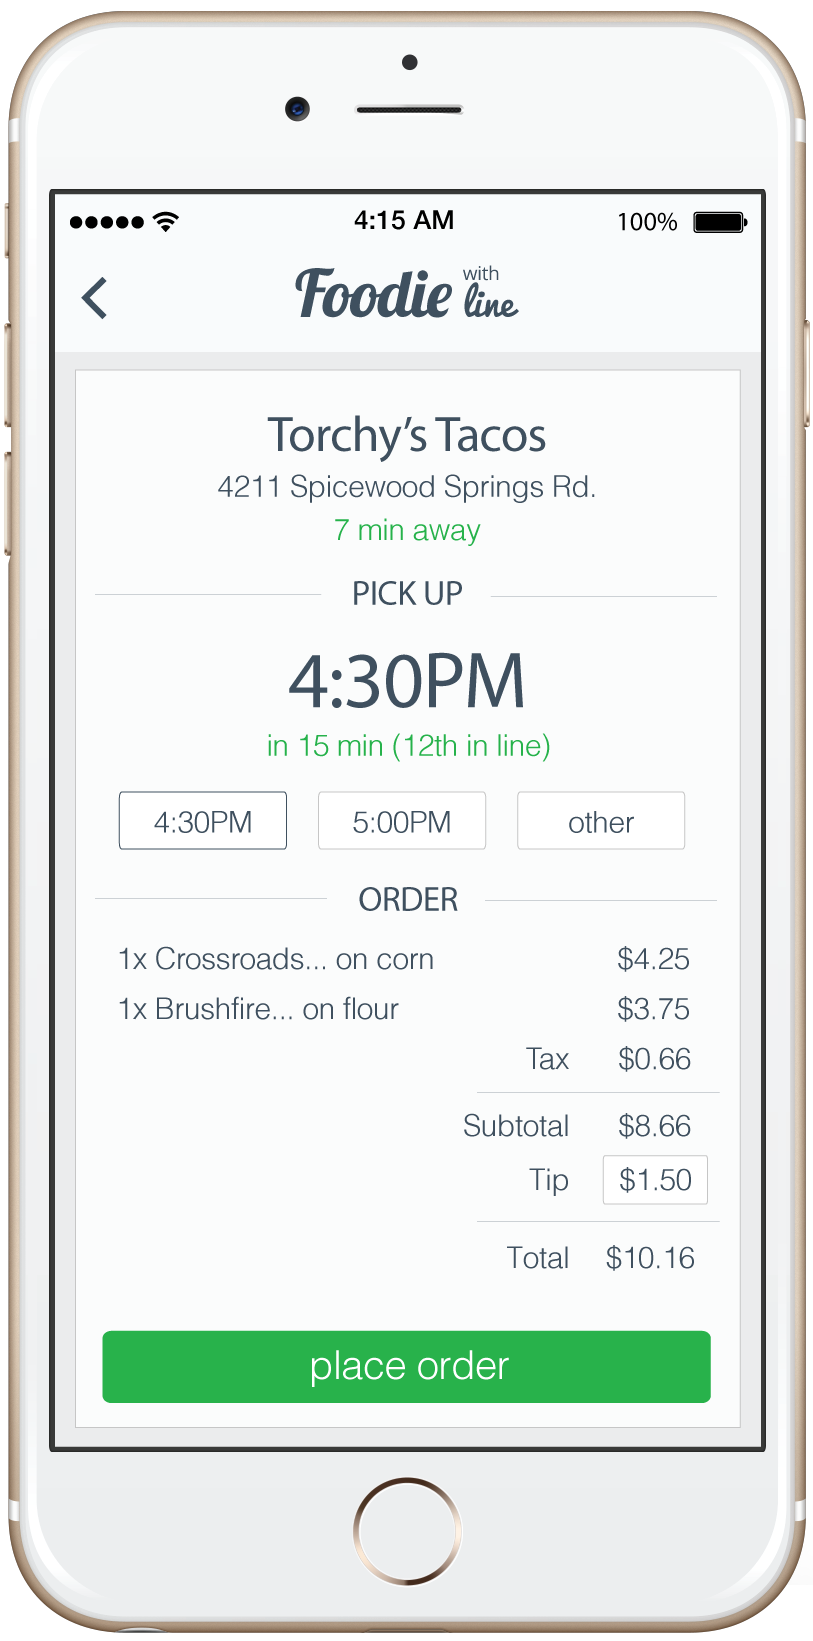 4:15 AM 100%
Foodie with line
Torchy's Tacos
4211 Spicewood Springs Rd.
7 min away
PICK UP
4:30PM
in 15 min (12th in line)
4:30PM 5:00PM other
ORDER
1x Crossroads... on corn $4.25
1x Brushfire... on flour $3.75
Tax $0.66
Subtotal $8.66
Tip $1.50
Total $10.16
place order